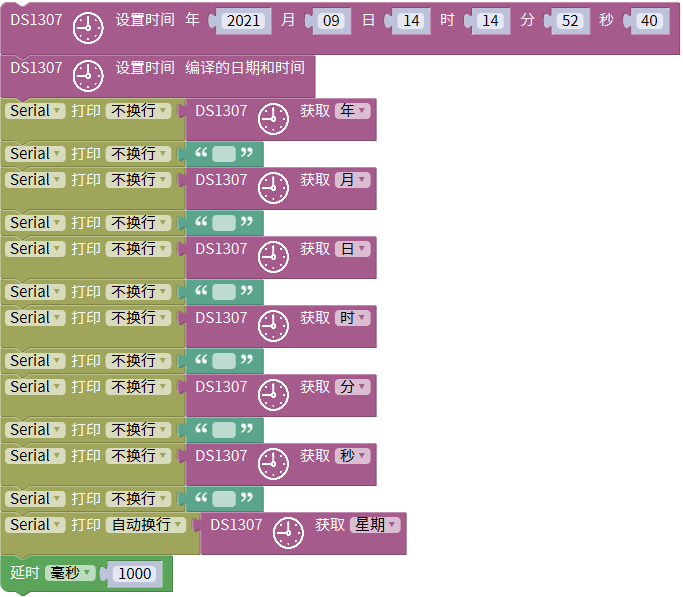 DS1307 设置时间 年 2021 月 09 日 14 时 14 分 52 秒 40
DS1307 设置时间 编译的日期和时间
Serial 打印 不换行 DS1307 获取 年
Serial 打印 不换行 “ ”
Serial 打印 不换行 DS1307 获取 月
Serial 打印 不换行 “ ”
Serial 打印 不换行 DS1307 获取 日
Serial 打印 不换行 “ ”
Serial 打印 不换行 DS1307 获取 时
Serial 打印 不换行 “ ”
Serial 打印 不换行 DS1307 获取 分
Serial 打印 不换行 “ ”
Serial 打印 不换行 DS1307 获取 秒
Serial 打印 不换行 “ ”
Serial 打印 自动换行 DS1307 获取 星期
延时 毫秒 1000